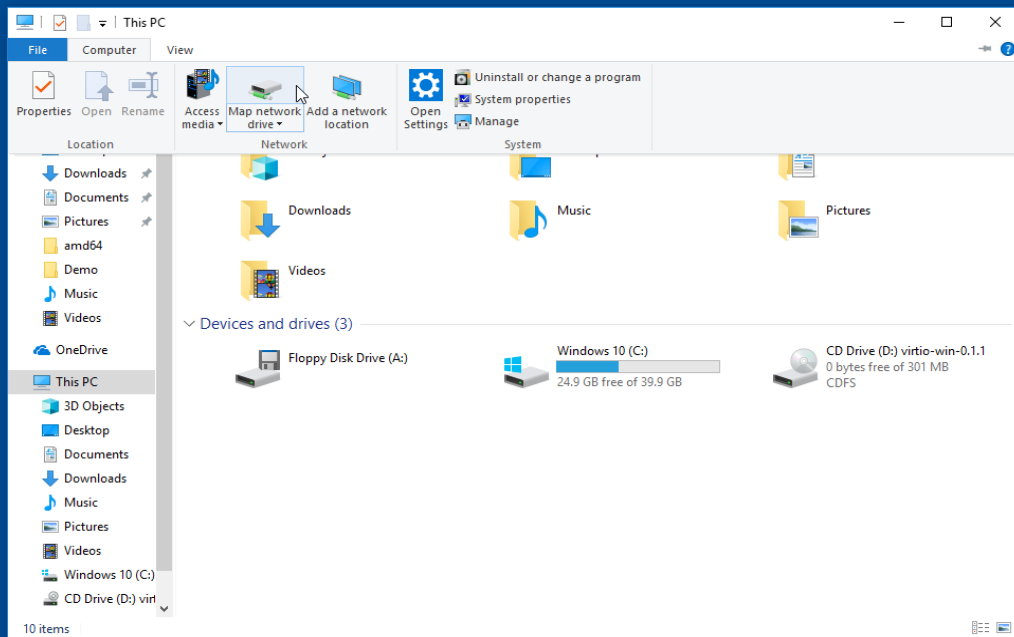 This PC
File
Computer
View
Properties
Open
Rename
Location
Access
media
Map network
drive
Add a network
location
Network
Open
Settings
Uninstall or change a program
System properties
Manage
System
Downloads
Documents
Pictures
amd64
Demo
Music
Videos
OneDrive
This PC
3D Objects
Desktop
Documents
Downloads
Music
Pictures
Videos
Windows 10 (C:)
CD Drive (D:) virt
Downloads
Music
Pictures
Videos
Devices and drives (3)
Floppy Disk Drive (A:)
Windows 10 (C:)
24.9 GB free of 39.9 GB
CD Drive (D:) virtio-win-0.1.1
0 bytes free of 301 MB
CDFS
10 items